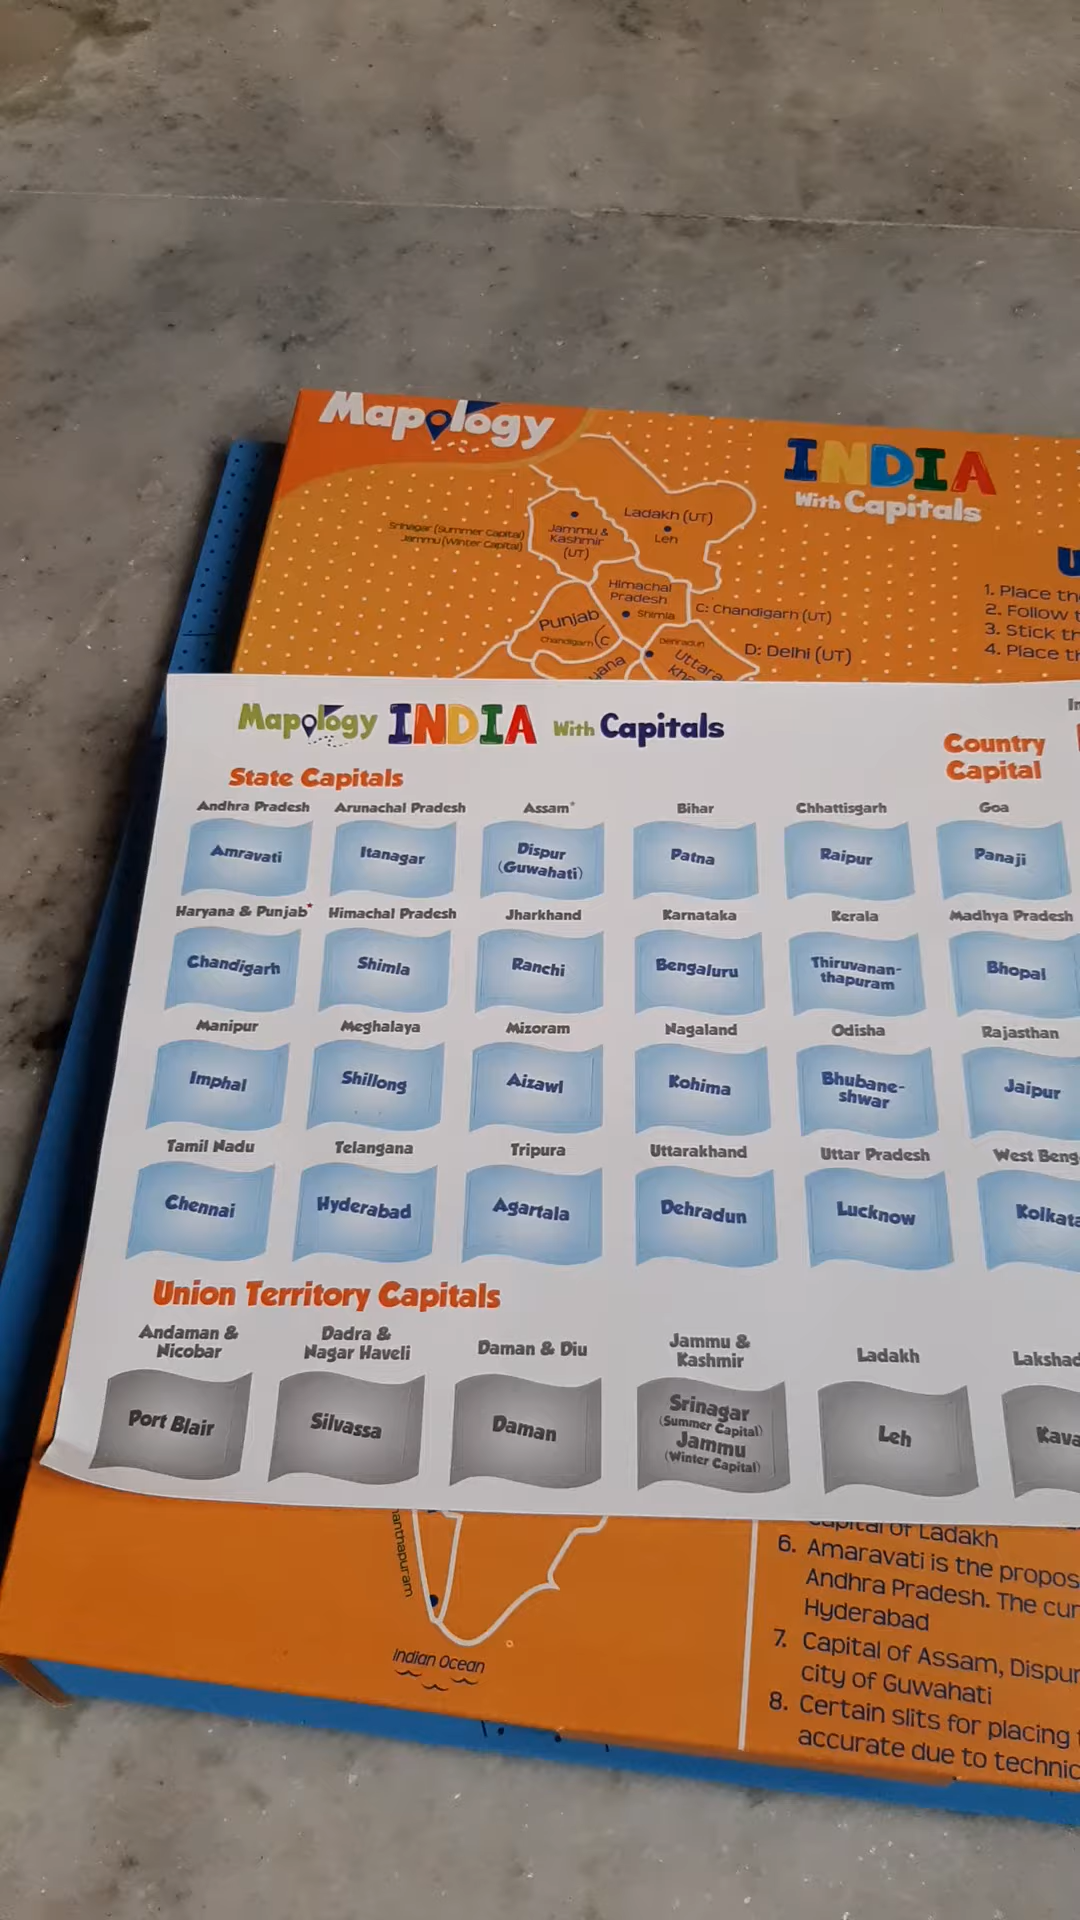 Mapology
INDIA
With Capitals
Srinagar (Summer Capital)
Jammu (Winter Capital)
Jammu &
Kashmir
(UT)
Ladakh (UT)
Leh
Himachal
Pradesh
Shimla
Punjab
Chandigarh
C
C: Chandigarh (UT)
Dehradun
Uttara
D: Delhi (UT)
1. Place
2. Follow
3. Stick
4. Place
Mapology INDIA With Capitals
Country
Capital
State Capitals
Andhra Pradesh Arunachal Pradesh Assam* Bihar Chhattisgarh Goa
Amravati Itanagar Dispur (Guwahati) Patna Raipur Panaji
Haryana & Punjab* Himachal Pradesh Jharkhand Karnataka Kerala Madhya Pradesh
Chandigarh Shimla Ranchi Bengaluru Thiruvanan-thapuram Bhopal
Manipur Meghalaya Mizoram Nagaland Odisha Rajasthan
Imphal Shillong Aizawl Kohima Bhubane-shwar Jaipur
Tamil Nadu Telangana Tripura Uttarakhand Uttar Pradesh West
Chennai Hyderabad Agartala Dehradun Lucknow
Union Territory Capitals
Andaman & Nicobar Dadra & Nagar Haveli Daman & Diu Jammu & Kashmir Ladakh
Port Blair Silvassa Daman Srinagar (Summer Capital) Jammu (Winter Capital) Leh
Capital of Ladakh
6. Amaravati is the
Andhra Pradesh. The
Hyderabad
7. Capital of Assam,
city of Guwahati
8. Certain slits for placing
accurate due to
Indian Ocean